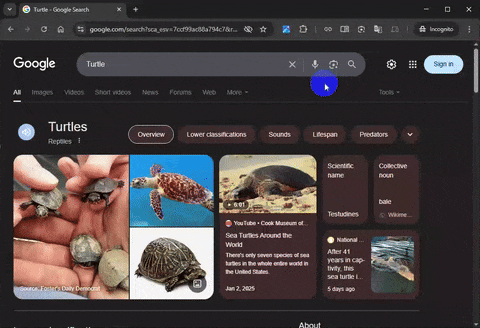 Turtle - Google Search
google.com/search?sca_esv=7ccf99ac88a794c7&r...
Incognito
Google
Turtle
Sign in
All
Images
Videos
Short videos
News
Forums
Web
More
Tools
Turtles
Reptiles
Overview
Lower classifications
Sounds
Lifespan
Predators
Source: Foster's Daily Democrat
6:01
YouTube • Cook Museum of...
Sea Turtles Around the
World
There's only seven species of sea
turtles in the whole entire world in
the United States.
Jan 2, 2025
Scientific
name
Testudines
Collective
noun
bale
Wikime...
National ...
After 41
years in cap-
tivity, this
sea turtle i...
5 days ago
About